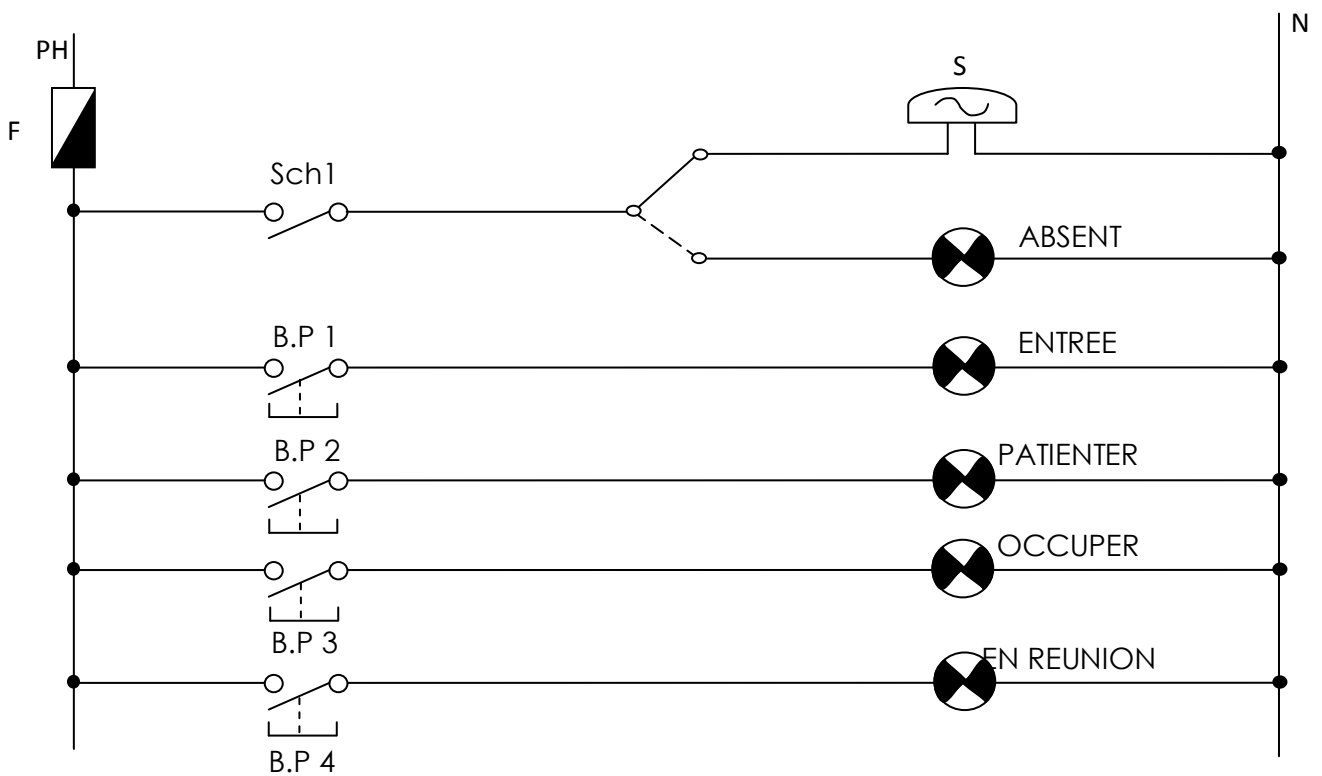 N
PH
S
F
Sch1
ABSENT
B.P 1
ENTREE
B.P 2
PATIENTER
OCCUPER
B.P 3
EN REUNION
B.P 4